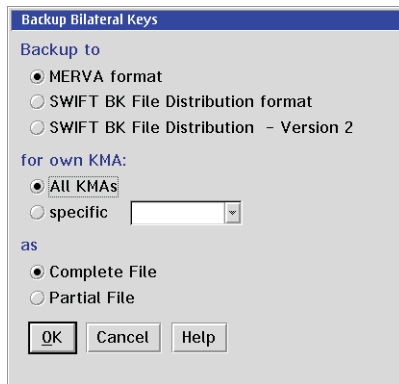 Backup Bilateral Keys
Backup to
MERVA format
SWIFT BK File Distribution format
SWIFT BK File Distribution - Version 2
for own KMA:
All KMAs
specific
as
Complete File
Partial File
OK Cancel Help